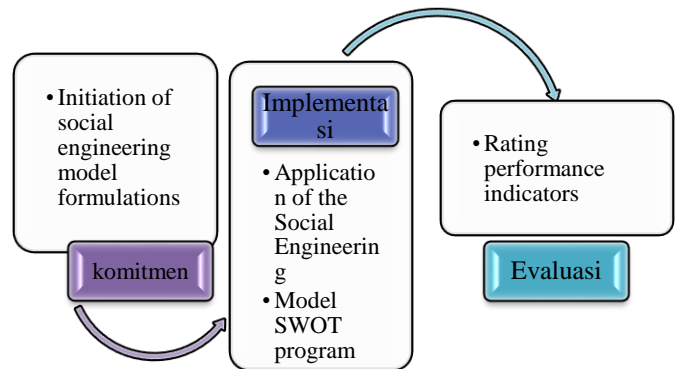 • Initiation of
social
engineering
model
formulations
komitmen
Implementa
si
• Applicatio
n of the
Social
Engineerin
g
• Model
SWOT
program
• Rating
performance
indicators
Evaluasi